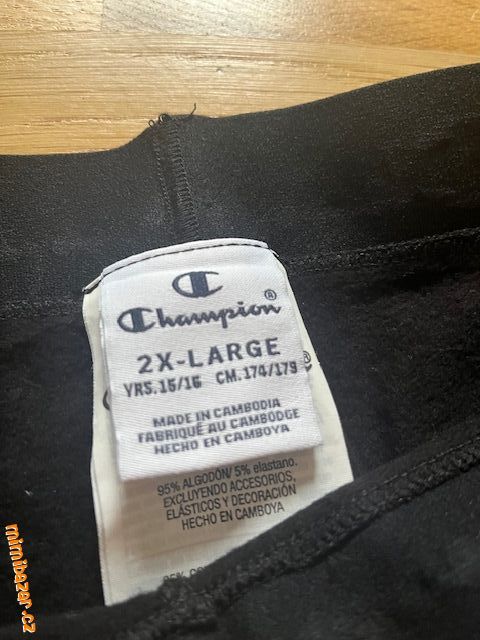 Champion®
2X-LARGE
YRS. 15/16 CM. 174/179
MADE IN CAMBODIA
FABRIQUÉ AU CAMBODGE
HECHO EN CAMBOYA
95% ALGODÓN/ 5% elastano.
EXCLUYENDO ACCESORIOS,
ELÁSTICOS Y DECORACIÓN
HECHO EN CAMBOYA
mimibazar.cz